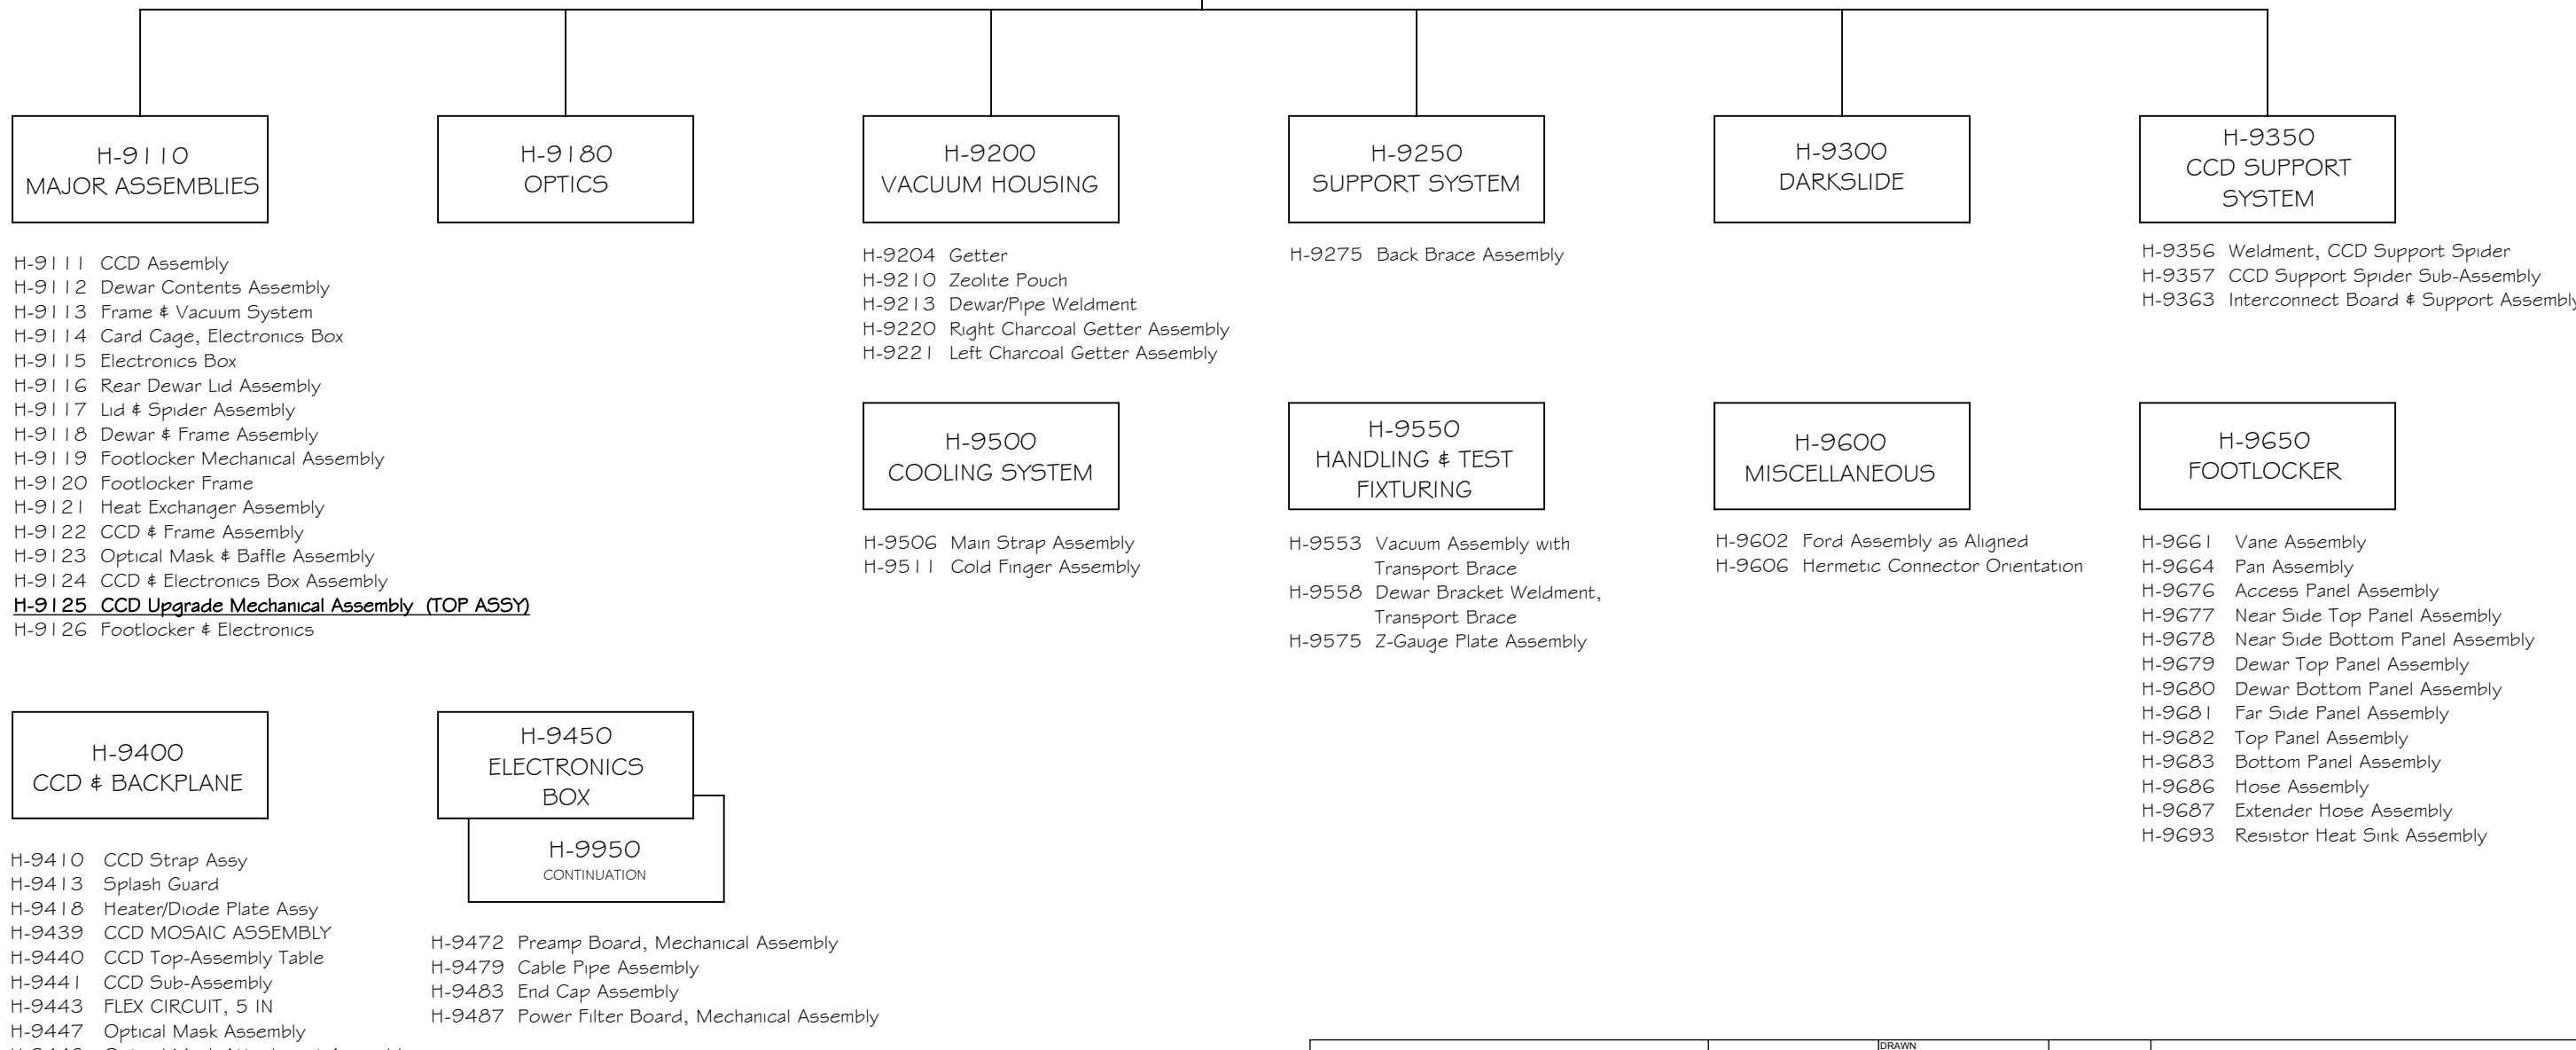 H-9110
MAJOR ASSEMBLIES
H-9111 CCD Assembly
H-9112 Dewar Contents Assembly
H-9113 Frame & Vacuum System
H-9114 Card Cage, Electronics Box
H-9115 Electronics Box
H-9116 Rear Dewar Lid Assembly
H-9117 Lid & Spider Assembly
H-9118 Dewar & Frame Assembly
H-9119 Footlocker Mechanical Assembly
H-9120 Footlocker Frame
H-9121 Heat Exchanger Assembly
H-9122 CCD & Frame Assembly
H-9123 Optical Mask & Baffle Assembly
H-9124 CCD & Electronics Box Assembly
H-9125 CCD Upgrade Mechanical Assembly (TOP ASSY)
H-9126 Footlocker & Electronics
H-9180
OPTICS
H-9200
VACUUM HOUSING
H-9204 Getter
H-9210 Zeolite Pouch
H-9213 Dewar/Pipe Weldment
H-9220 Right Charcoal Getter Assembly
H-9221 Left Charcoal Getter Assembly
H-9250
SUPPORT SYSTEM
H-9275 Back Brace Assembly
H-9300
DARKSLIDE
H-9350
CCD SUPPORT
SYSTEM
H-9356 Weldment, CCD Support Spider
H-9357 CCD Support Spider Sub-Assembly
H-9363 Interconnect Board & Support Assembly
H-9400
CCD & BACKPLANE
H-9410 CCD Strap Assy
H-9413 Splash Guard
H-9418 Heater/Diode Plate Assy
H-9439 CCD MOSAIC ASSEMBLY
H-9440 CCD Top-Assembly Table
H-9441 CCD Sub-Assembly
H-9443 FLEX CIRCUIT, 5 IN
H-9447 Optical Mask Assembly
H-9450
ELECTRONICS
BOX
H-9950
CONTINUATION
H-9472 Preamp Board, Mechanical Assembly
H-9479 Cable Pipe Assembly
H-9483 End Cap Assembly
H-9487 Power Filter Board, Mechanical Assembly
H-9500
COOLING SYSTEM
H-9506 Main Strap Assembly
H-9511 Cold Finger Assembly
H-9550
HANDLING & TEST
FIXTURING
H-9553 Vacuum Assembly with
Transport Brace
H-9558 Dewar Bracket Weldment,
Transport Brace
H-9575 Z-Gauge Plate Assembly
H-9600
MISCELLANEOUS
H-9602 Ford Assembly as Aligned
H-9606 Hermetic Connector Orientation
H-9650
FOOTLOCKER
H-9661 Vane Assembly
H-9664 Pan Assembly
H-9676 Access Panel Assembly
H-9677 Near Side Top Panel Assembly
H-9678 Near Side Bottom Panel Assembly
H-9679 Dewar Top Panel Assembly
H-9680 Dewar Bottom Panel Assembly
H-9681 Far Side Panel Assembly
H-9682 Top Panel Assembly
H-9683 Bottom Panel Assembly
H-9686 Hose Assembly
H-9687 Extender Hose Assembly
H-9693 Resistor Heat Sink Assembly
DRAWN